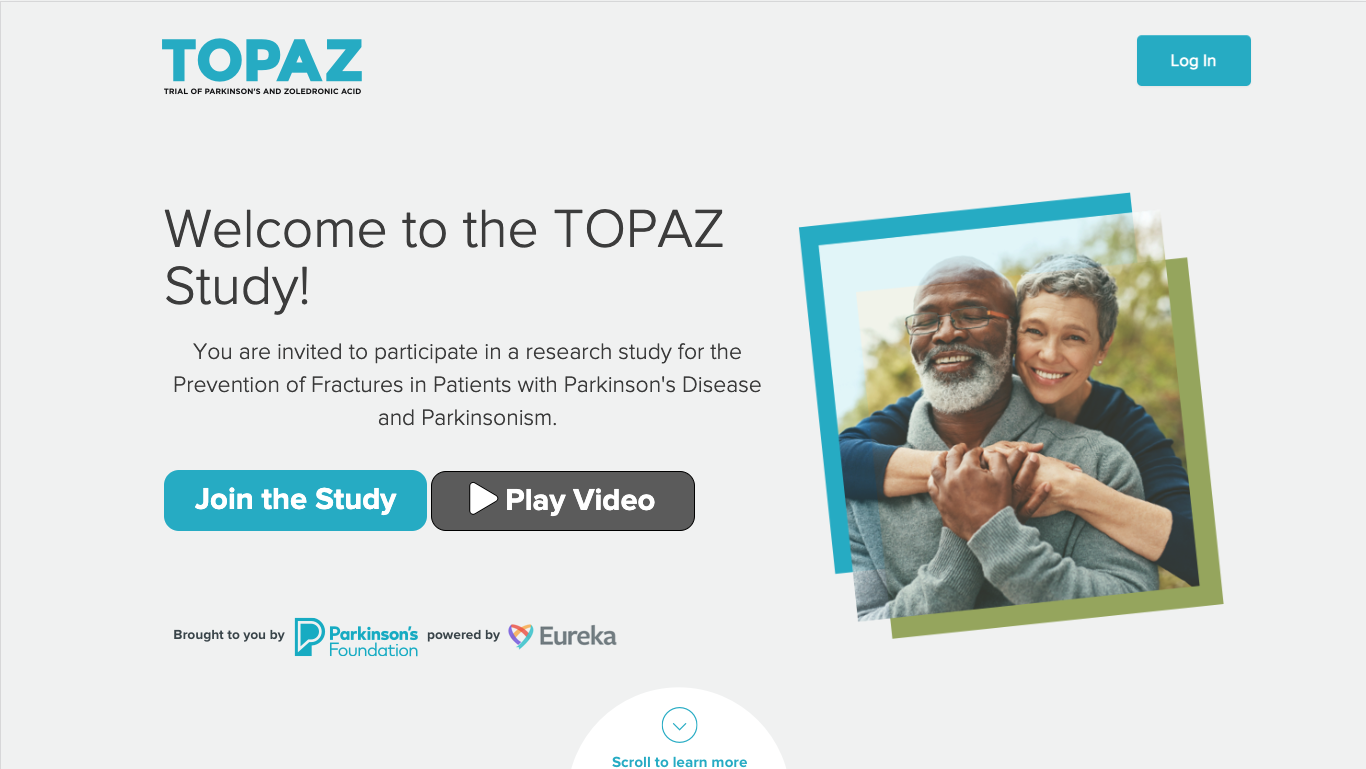 TOPAZ
TRIAL OF PARKINSON'S AND ZOLEDRONIC ACID
Log In
Welcome to the TOPAZ
Study!
You are invited to participate in a research study for the
Prevention of Fractures in Patients with Parkinson's Disease
and Parkinsonism.
Join the Study
Play Video
Brought to you by
Parkinson's
Foundation
powered by
Eureka
Scroll to learn more